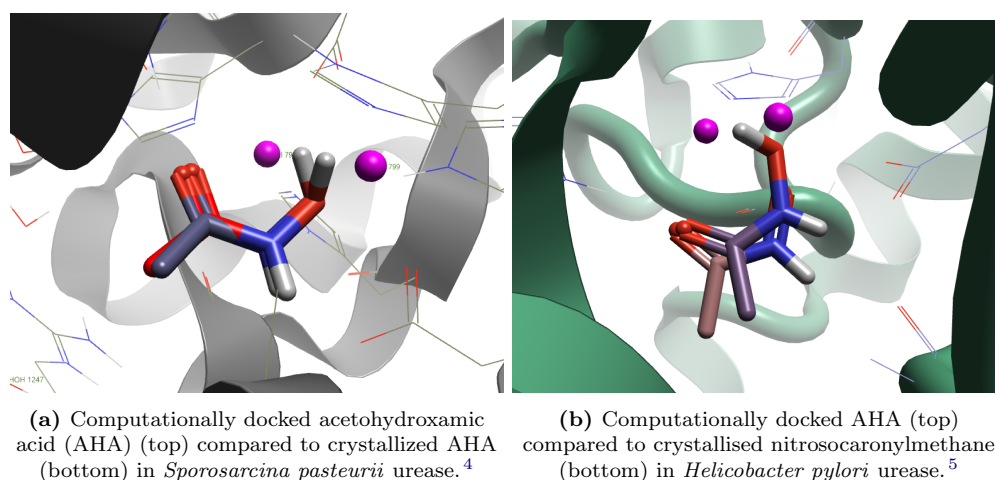 I 79
799
HOH 1247
(a) Computationally docked acetohydroxamic
acid (AHA) (top) compared to crystallized AHA
(bottom) in Sporosarcina pasteurii urease.4
(b) Computationally docked AHA (top)
compared to crystallised nitrosocaronylmethane
(bottom) in Helicobacter pylori urease.5